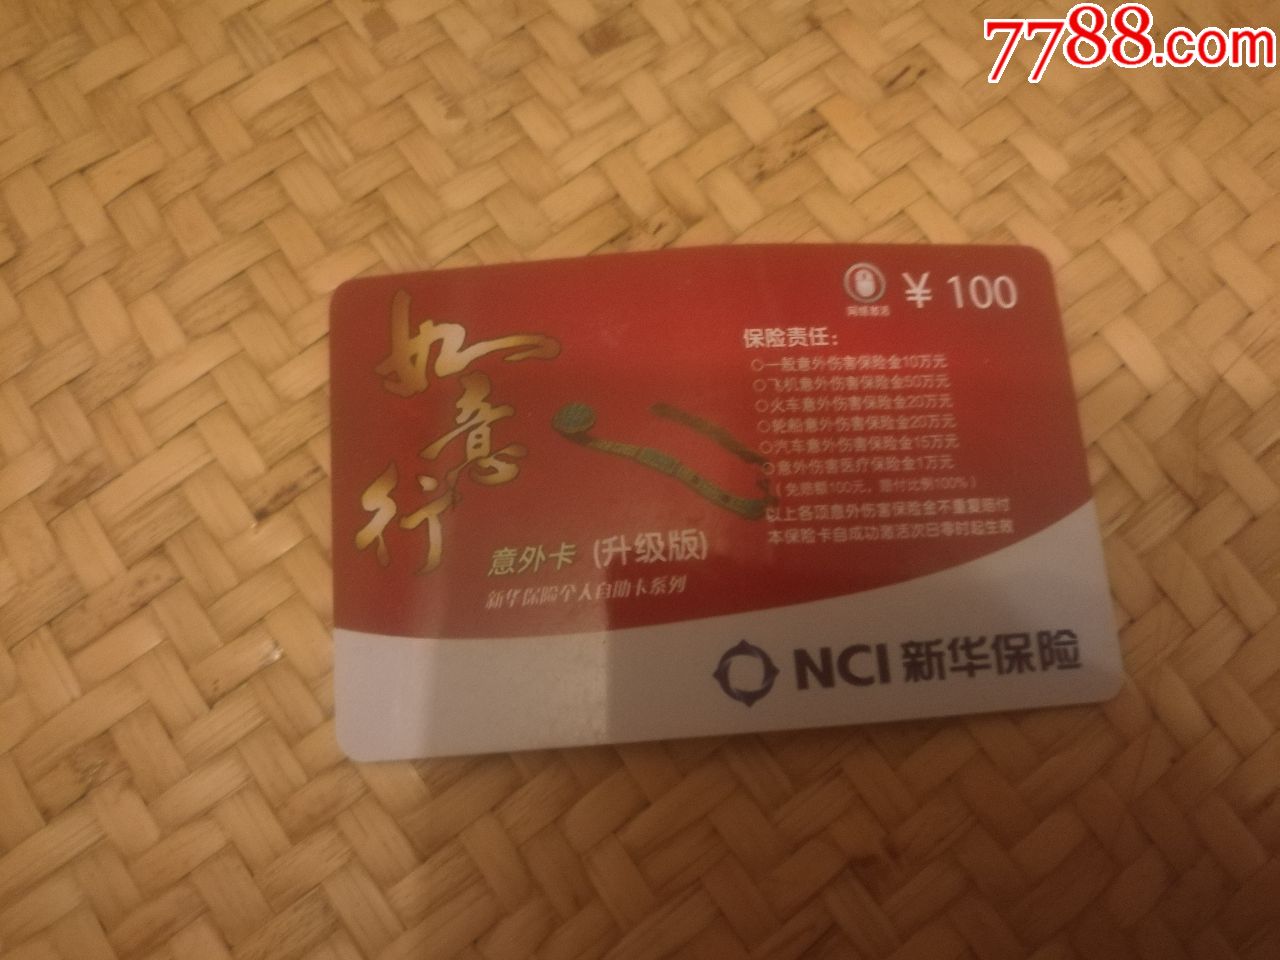 7788.com
¥ 100
网络激活
如意行
保险责任：
○一般意外伤害保险金10万元
○飞机意外伤害保险金50万元
○火车意外伤害保险金20万元
○轮船意外伤害保险金20万元
○汽车意外伤害保险金15万元
○意外伤害医疗保险金1万元
（免赔额100元，赔付比例100%）
以上各项意外伤害保险金不重复赔付
本保险卡自成功激活次日零时起生效
意外卡 (升级版)
新华保险个人自助卡系列
NCI 新华保险